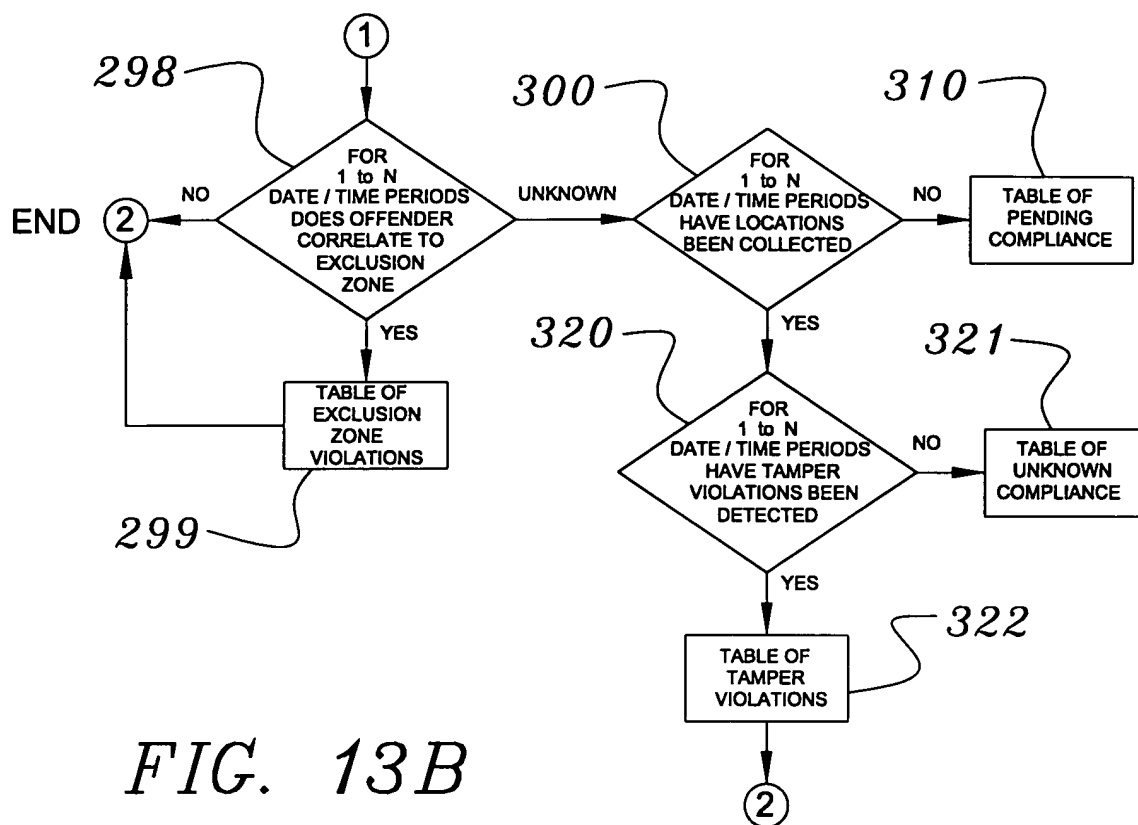 1
298
FOR
1 to N
DATE / TIME PERIODS
DOES OFFENDER
CORRELATE TO
EXCLUSION
ZONE
NO
END
2
UNKNOWN
YES
TABLE OF
EXCLUSION
ZONE
VIOLATIONS
299
300
FOR
1 to N
DATE / TIME PERIODS
HAVE LOCATIONS
BEEN COLLECTED
NO
310
TABLE OF
PENDING
COMPLIANCE
YES
320
FOR
1 to N
DATE / TIME PERIODS
HAVE TAMPER
VIOLATIONS BEEN
DETECTED
NO
321
TABLE OF
UNKNOWN
COMPLIANCE
YES
322
TABLE OF
TAMPER
VIOLATIONS
2
FIG. 13B